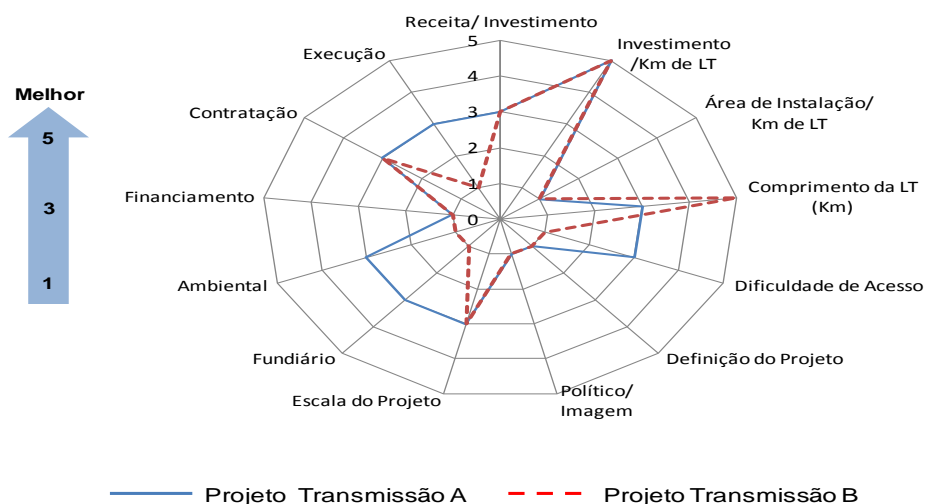 Receita/ Investimento
Investimento
/Km de LT
Área de Instalação/
Km de LT
Comprimento da LT
(Km)
Dificuldade de Acesso
Definição do Projeto
Político/
Imagem
Escala do Projeto
Fundiário
Ambiental
Financiamento
Contratação
Execução
5
4
3
2
1
0
Melhor
5
3
1
Projeto Transmissão A
Projeto Transmissão B